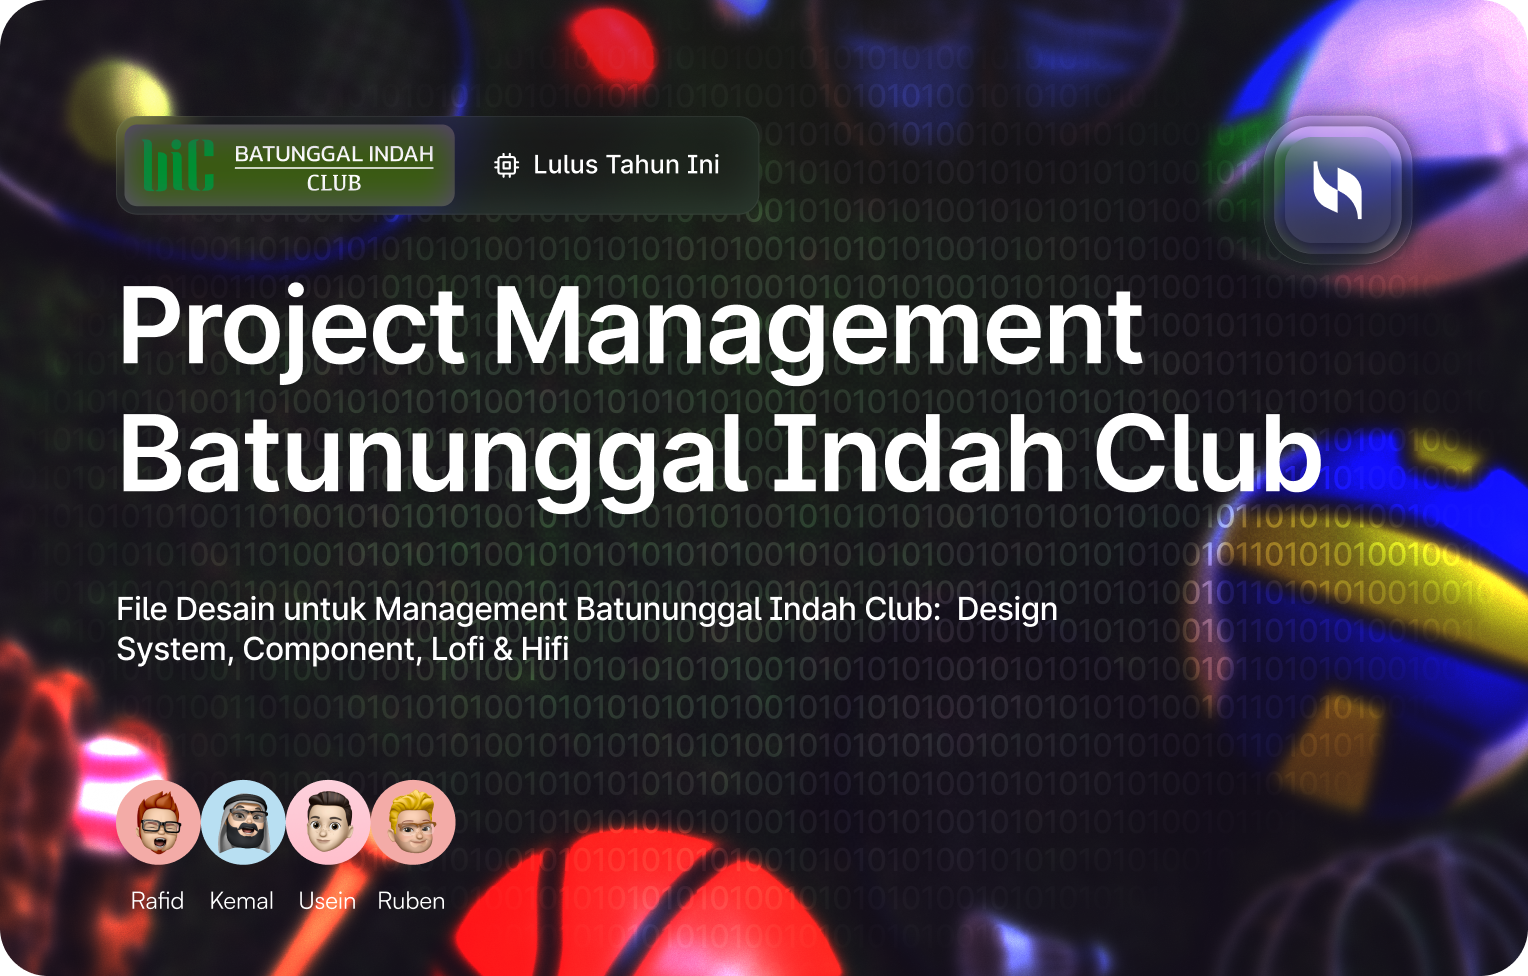 biC
BATUNGGAL INDAH
CLUB
Lulus Tahun Ini
Project Management
Batununggal Indah Club
File Desain untuk Management Batununggal Indah Club:  Design
System, Component, Lofi & Hifi
Rafid Kemal Usein Ruben